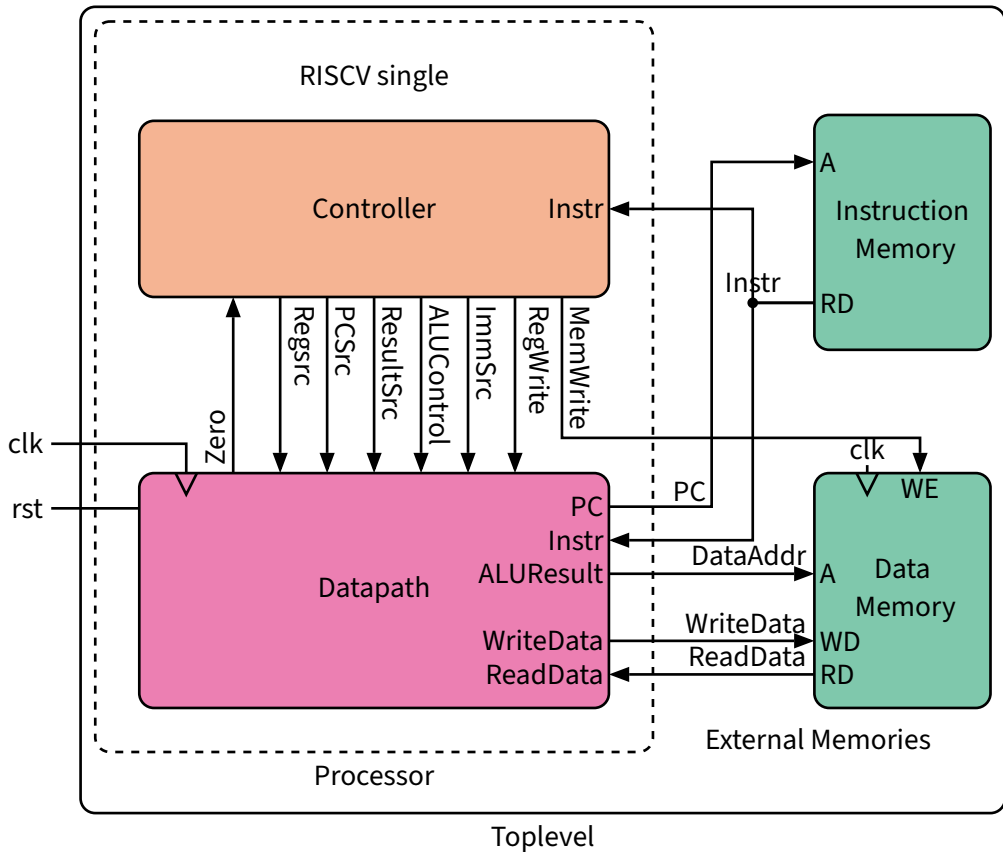 RISCV single
Controller
Instr
A
Instruction
Memory
RD
Instr
Zero
Regsrc
PCSrc
ResultSrc
ALUControl
ImmSrc
RegWrite
MemWrite
clk
rst
clk
WE
PC
PC
Instr
ALUResult
DataAddr
A
Datapath
Data
Memory
WriteData
WriteData
WD
ReadData
ReadData
RD
External Memories
Processor
Toplevel